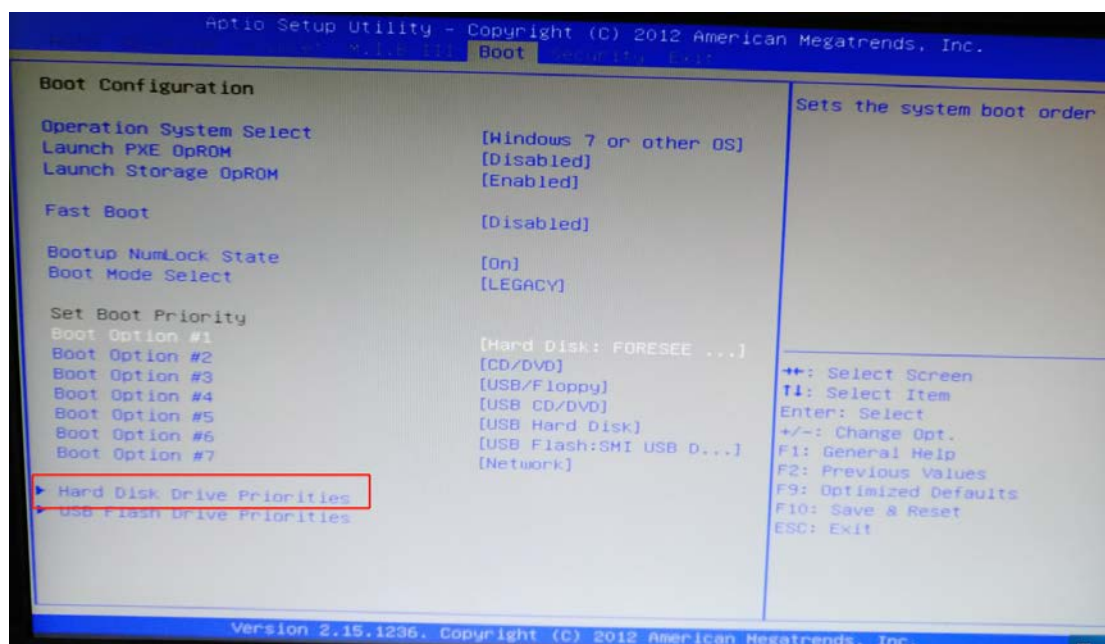 Aptio Setup Utility - Copyright (C) 2012 American Megatrends, Inc.
M.I.B III Boot Security Exit
Boot Configuration
Operation System Select [Windows 7 or other OS]
Launch PXE OpROM [Disabled]
Launch Storage OpROM [Enabled]
Fast Boot [Disabled]
Bootup NumLock State [On]
Boot Mode Select [LEGACY]
Set Boot Priority
Boot Option #1 [Hard Disk: FORESEE ...]
Boot Option #2 [CD/DVD]
Boot Option #3 [USB/Floppy]
Boot Option #4 [USB CD/DVD]
Boot Option #5 [USB Hard Disk]
Boot Option #6 [USB Flash:SMI USB D...]
Boot Option #7 [Network]
Hard Disk Drive Priorities
USB Flash Drive Priorities
Sets the system boot order
→←: Select Screen
↑↓: Select Item
Enter: Select
+/-: Change Opt.
F1: General Help
F2: Previous Values
F9: Optimized Defaults
F10: Save & Reset
ESC: Exit
Version 2.15.1236. Copyright (C) 2012 American Megatrends, Inc.